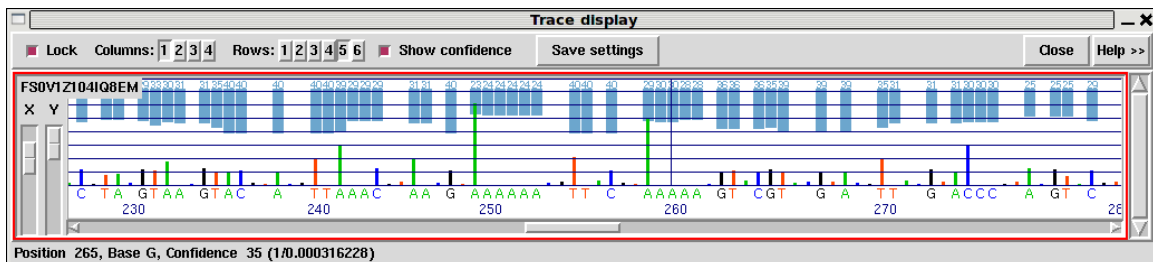 Trace display
Lock Columns: 1 2 3 4 Rows: 1 2 3 4 5 6 Show confidence Save settings Close Help >>
FS0V1Z104IQ8EM
X Y
C T A G T A A G T A C A T T A A A C A A G A A A A A A T T C A A A A A G T C G T G A T T G A C C C A G T C
230 240 250 260 270 28
Position 265, Base G, Confidence 35 (1/0.000316228)